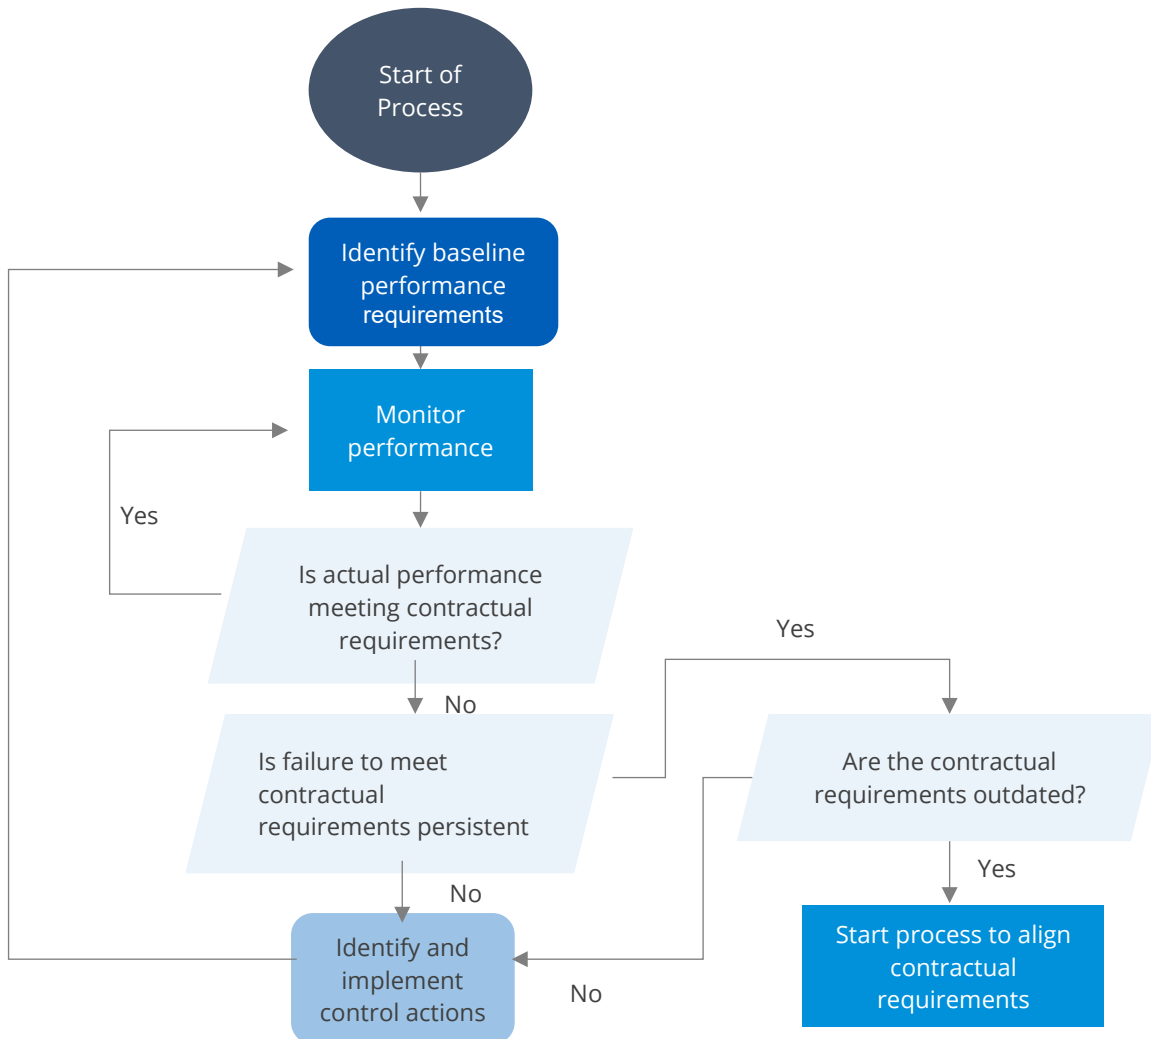 Start of
Process
Identify baseline
performance
requirements
Monitor
performance
Yes
Is actual performance
meeting contractual
requirements?
Yes
No
Is failure to meet
contractual
requirements persistent
Are the contractual
requirements outdated?
Yes
No
Identify and
implement
control actions
No
Start process to align
contractual
requirements